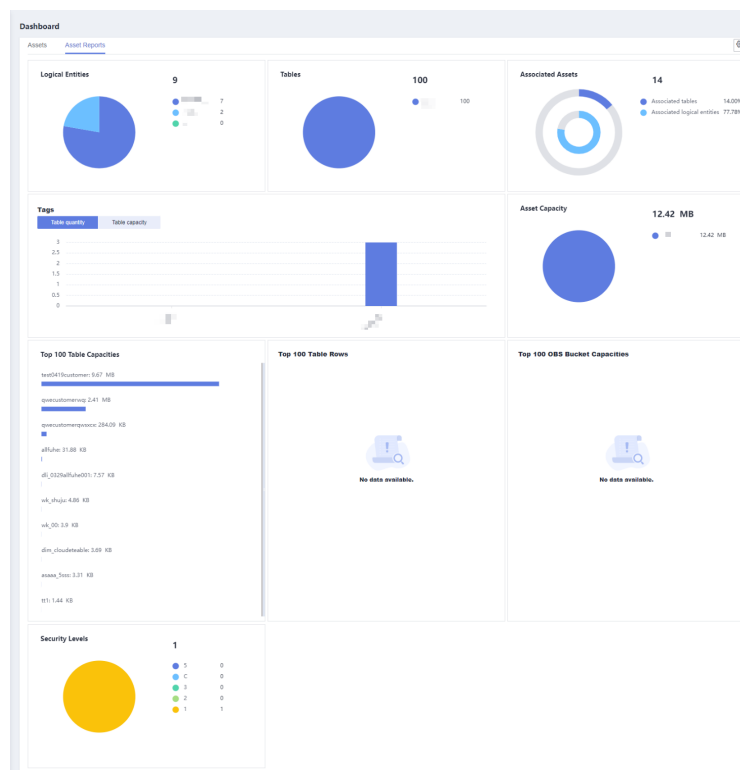 Dashboard
Assets Asset Reports
Logical Entities
9
7
2
0
Tables
100
100
Associated Assets
14
Associated tables 14.00%
Associated logical entities 77.78%
Tags
Table quantity Table capacity
3
2.5
2
1.5
1
0.5
0
Asset Capacity
12.42 MB
12.42 MB
Top 100 Table Capacities
test0419customer: 9.67 MB
qwecustomerwq: 2.41 MB
qwecustomerqwsxcx: 284.09 KB
allfuhe: 31.88 KB
dli_0329allfuhe001: 7.57 KB
wk_shuju: 4.86 KB
wk_00: 3.9 KB
dim_cloudeteable: 3.69 KB
asaaa_5sss: 3.31 KB
tt1: 1.44 KB
Top 100 Table Rows
No data available.
Top 100 OBS Bucket Capacities
No data available.
Security Levels
1
5 0
C 0
3 0
2 0
1 1